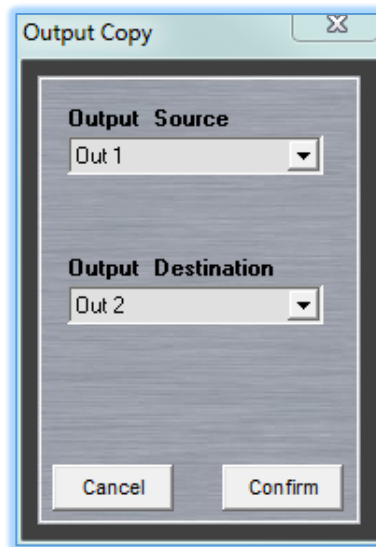 Output Copy
Output Source
Out 1
Output Destination
Out 2
Cancel Confirm